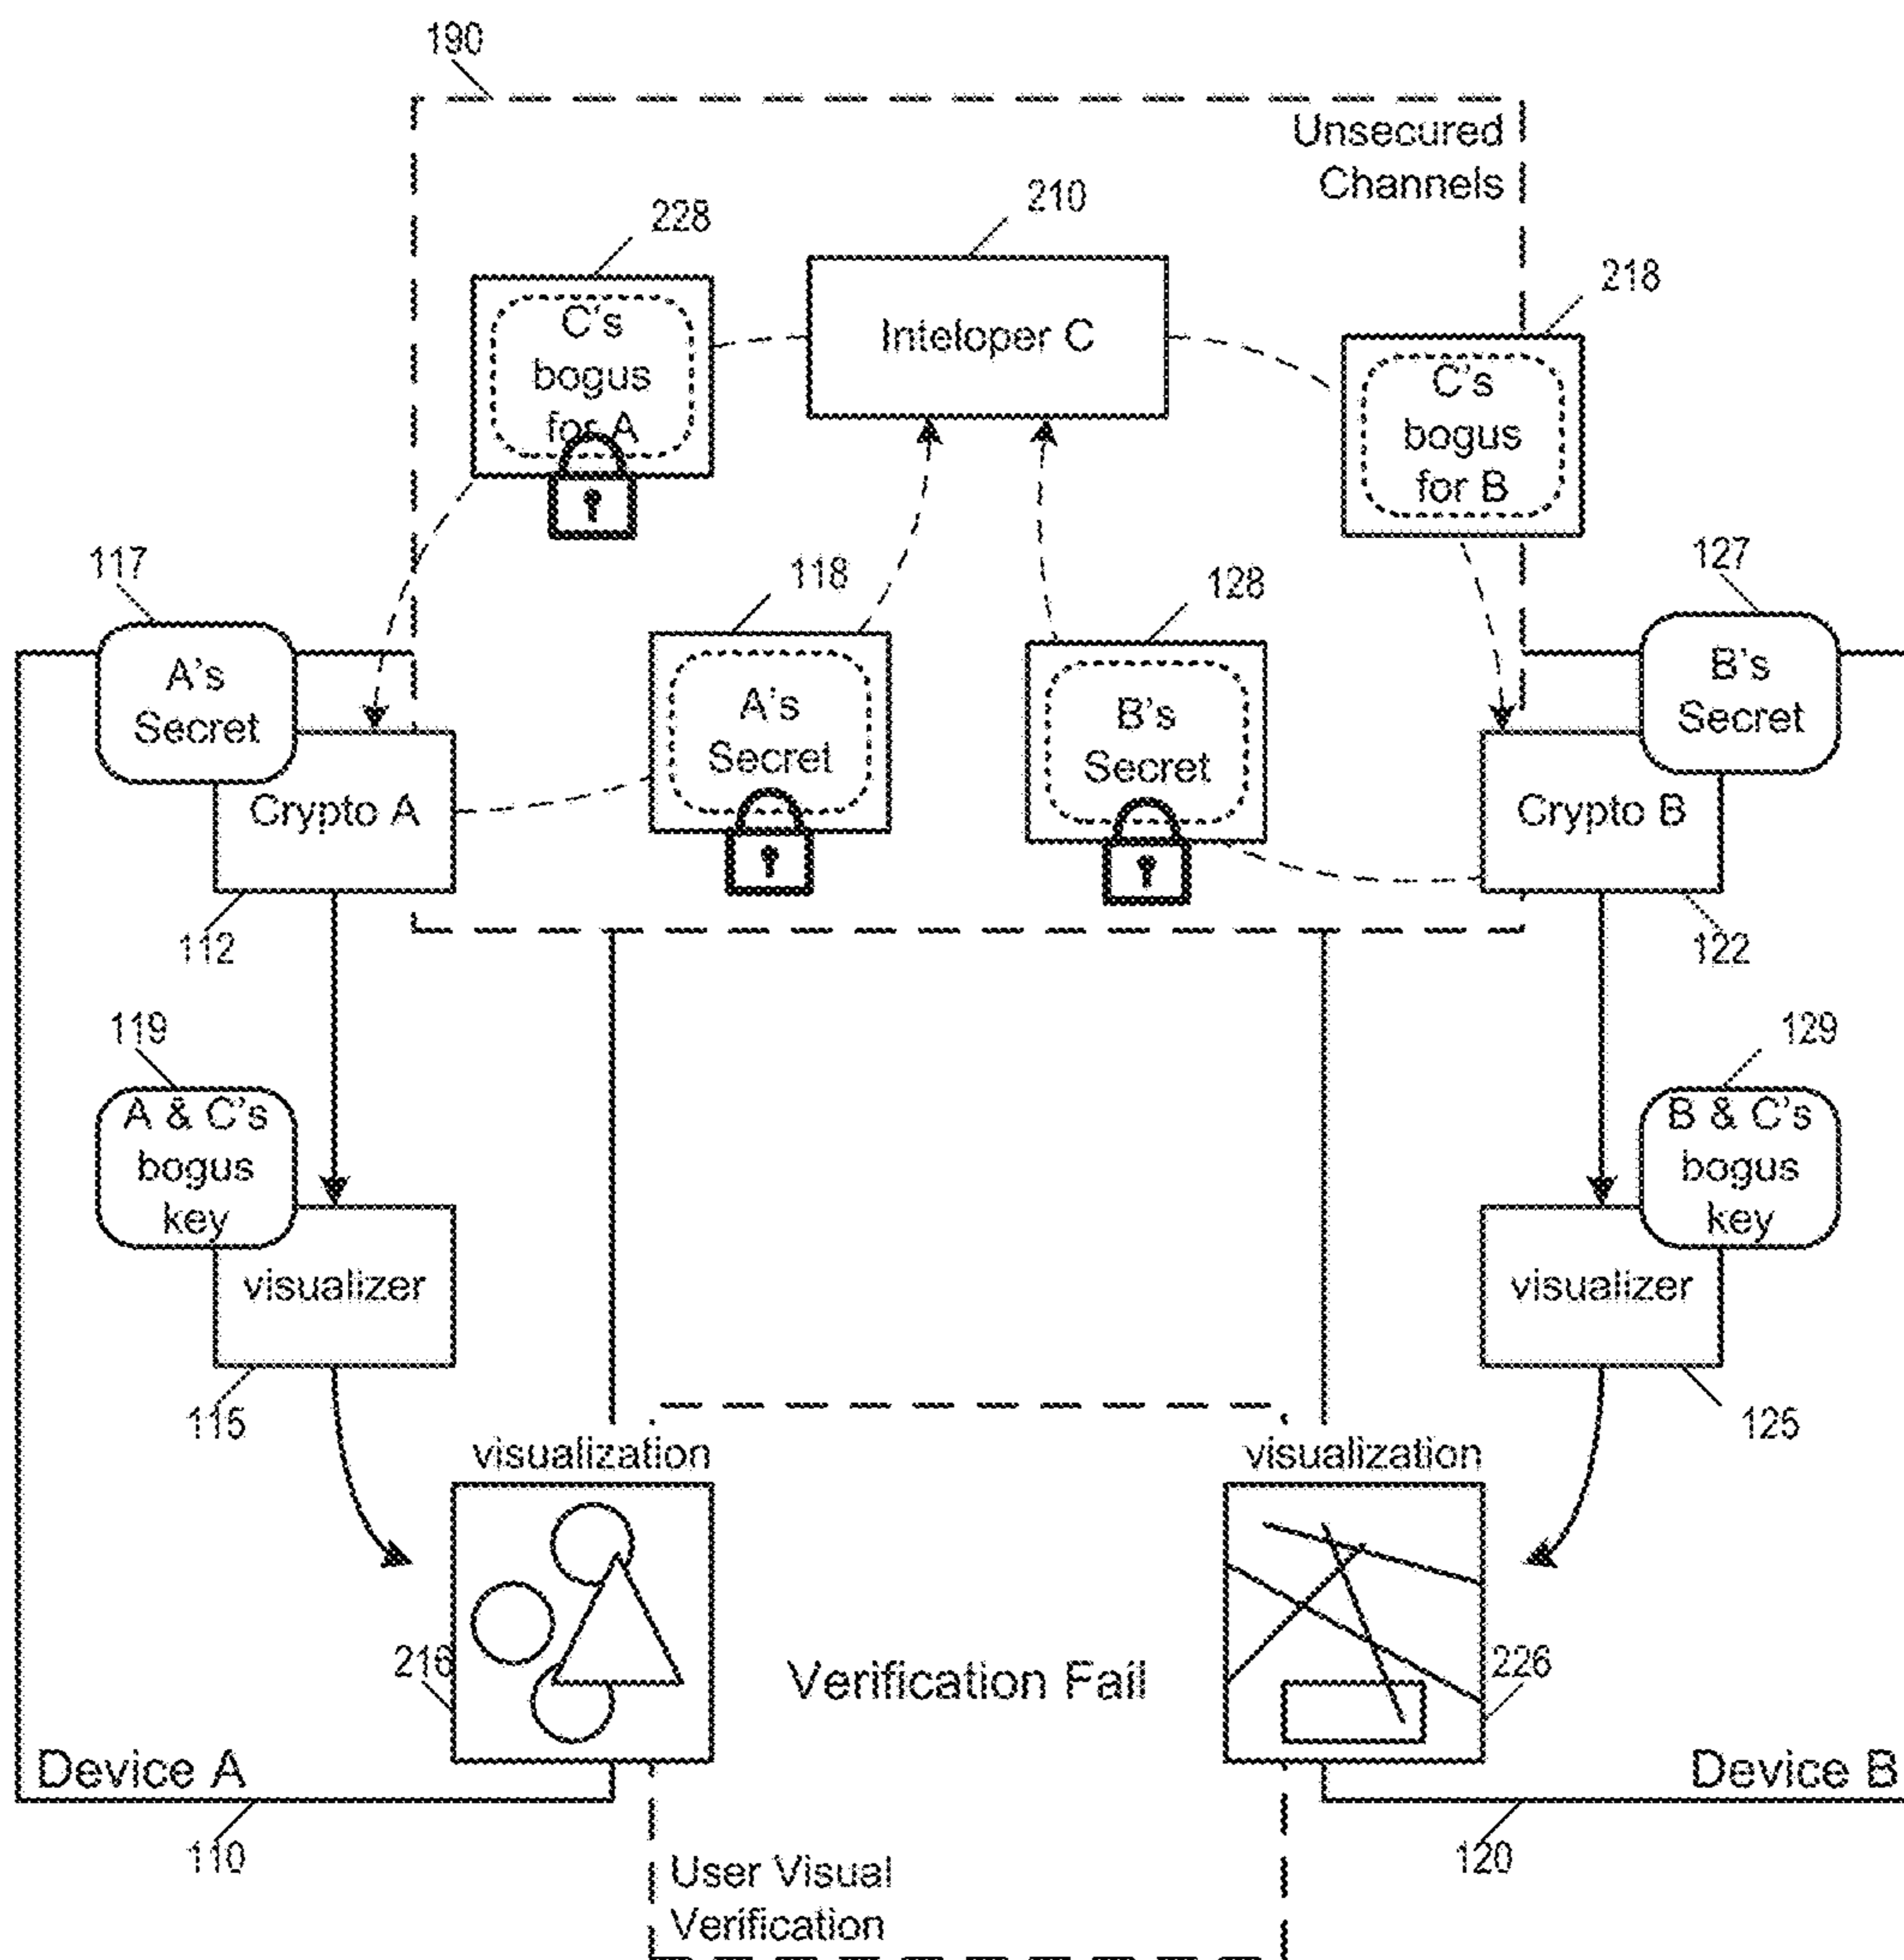 190
Unsecured
Channels
228
210
218
C's
bogus
for A
Inteloper C
C's
bogus
for B
117
118
128
127
A's
Secret
A's
Secret
B's
Secret
B's
Secret
Crypto A
Crypto B
112
122
119
129
A & C's
bogus
key
B & C's
bogus
key
visualizer
visualizer
115
125
visualization
visualization
216
Verification Fail
226
Device A
Device B
110
120
User Visual
Verification